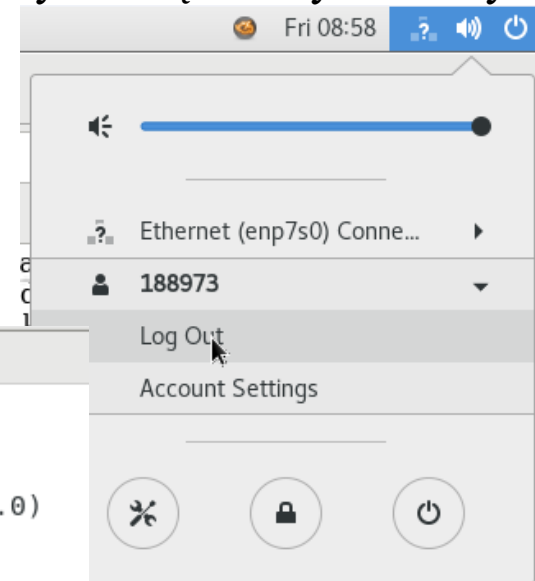 Fri 08:58
Ethernet (enp7s0) Conne...
188973
Log Out
Account Settings
.0)